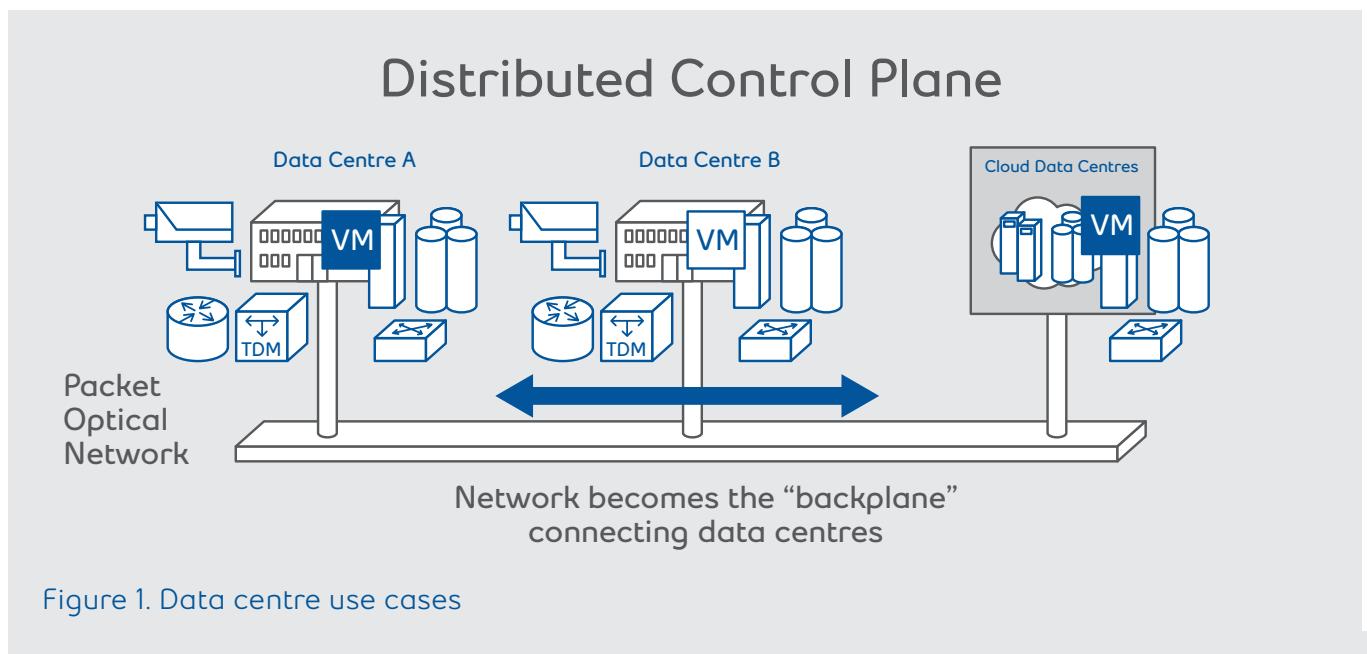 Distributed Control Plane
Data Centre A
Data Centre B
Cloud Data Centres
VM
VM
VM
TDM
TDM
Packet
Optical
Network
Network becomes the “backplane”
connecting data centres
Figure 1. Data centre use cases